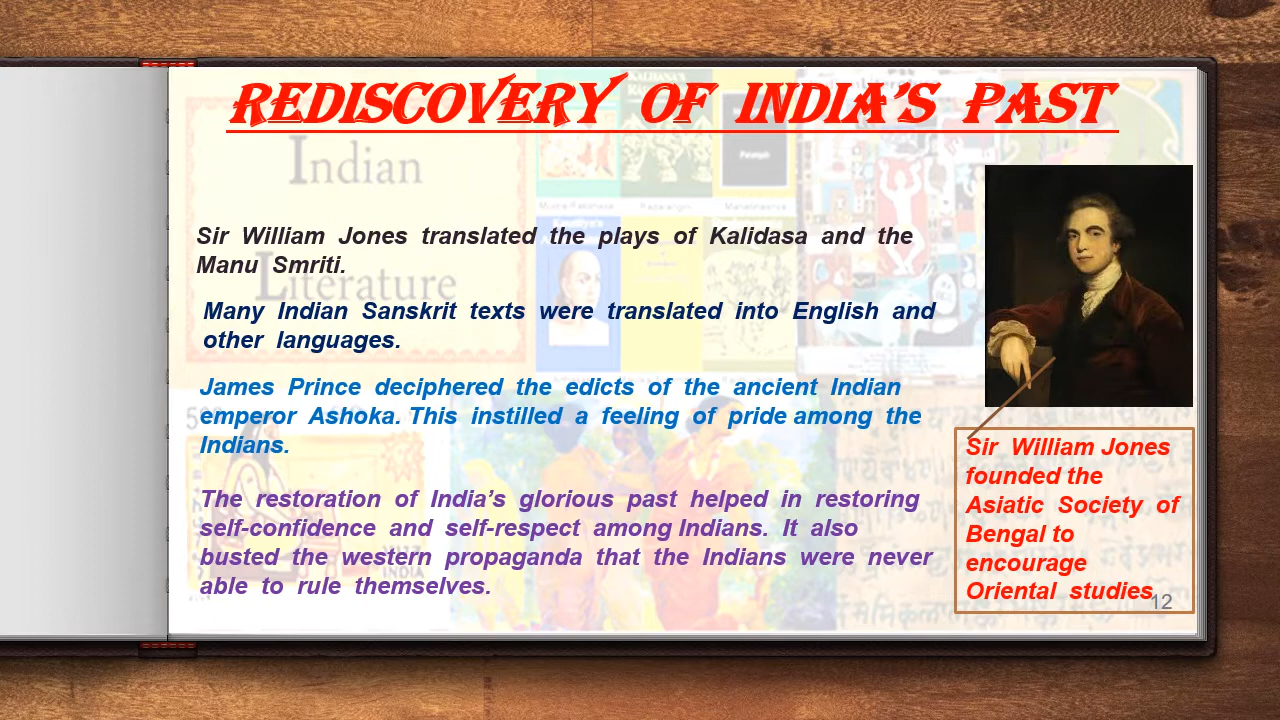 REDISCOVERY OF INDIA'S PAST
Indian
Literature
Sir William Jones translated the plays of Kalidasa and the
Manu Smriti.
Many Indian Sanskrit texts were translated into English and
other languages.
James Prince deciphered the edicts of the ancient Indian
emperor Ashoka. This instilled a feeling of pride among the
Indians.
The restoration of India's glorious past helped in restoring
self-confidence and self-respect among Indians. It also
busted the western propaganda that the Indians were never
able to rule themselves.
INDIA
Sir William Jones
founded the
Asiatic Society of
Bengal to
encourage
Oriental studies
12